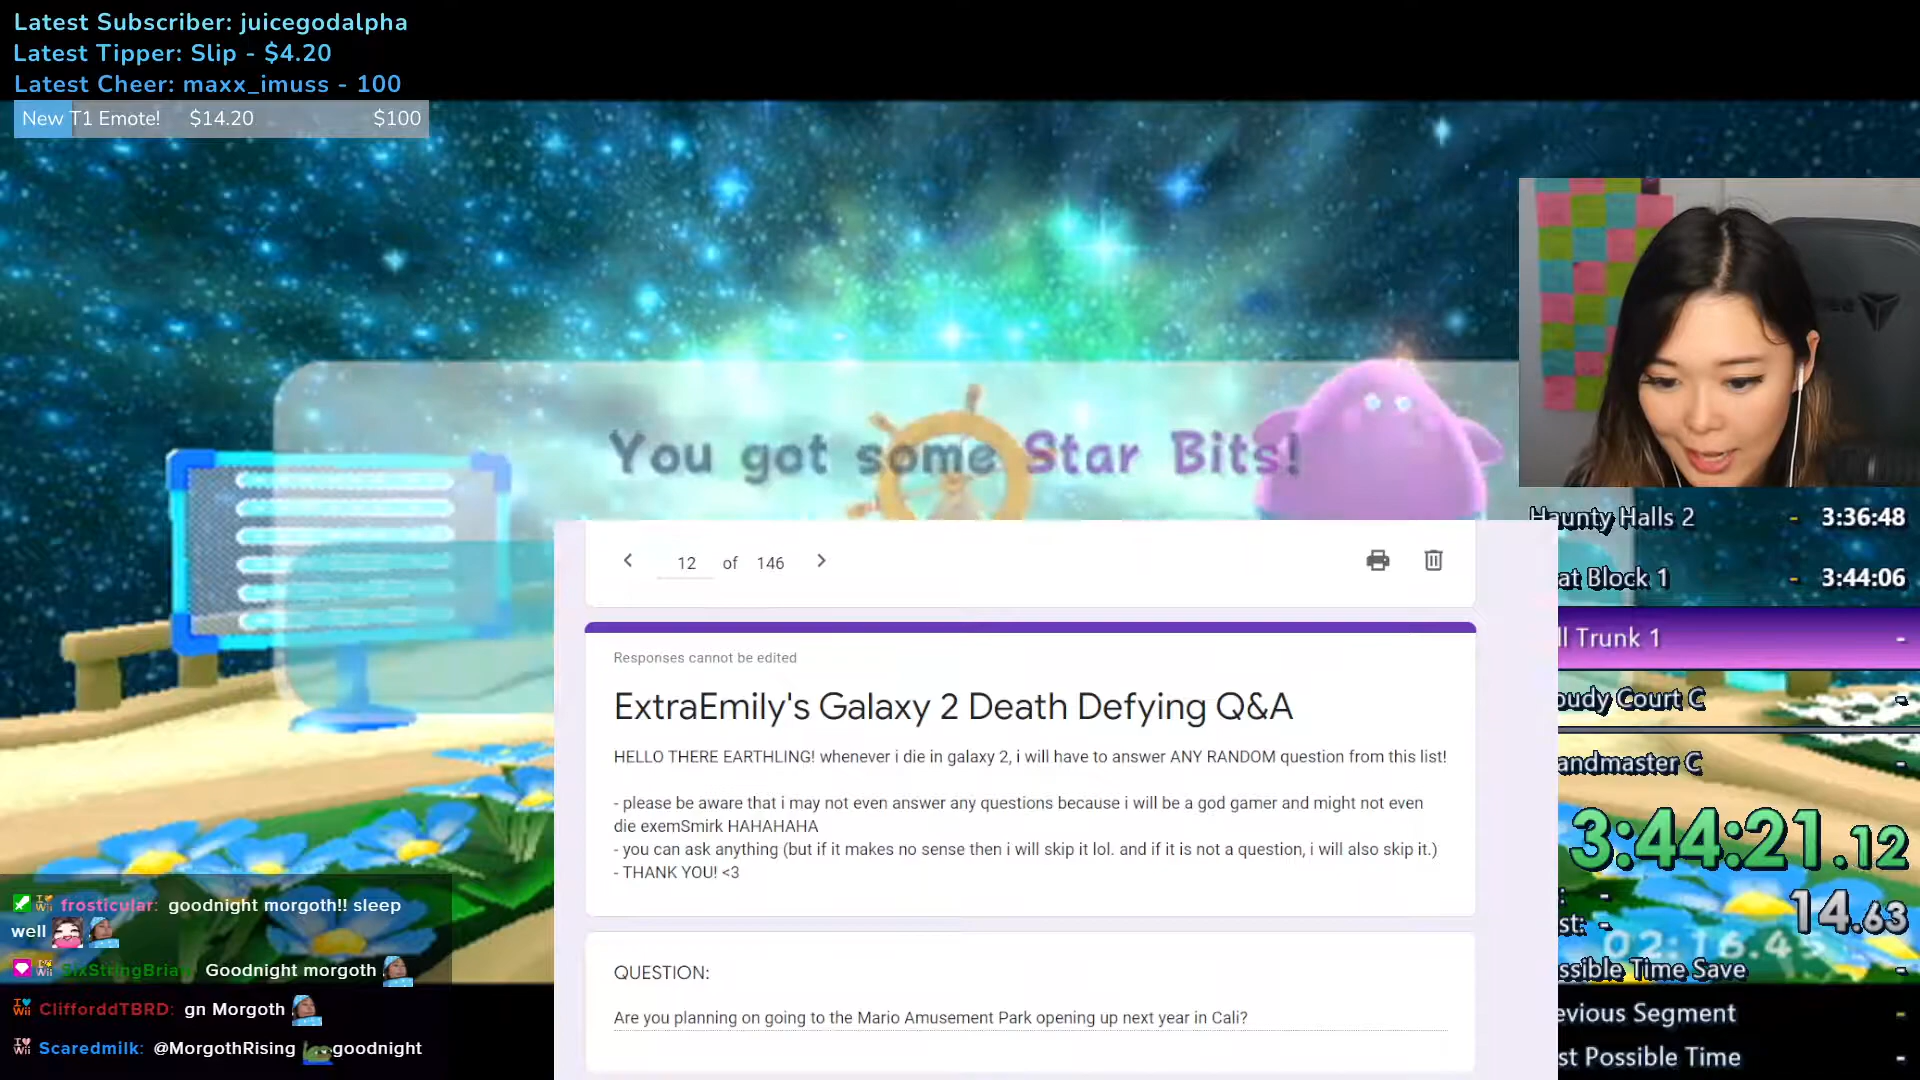 Latest Subscriber: juicegodalpha
Latest Tipper: Slip - $4.20
Latest Cheer: maxx_imuss - 100
New T1 Emote! $14.20 $100
You got some Star Bits!
12 of 146
Responses cannot be edited
ExtraEmily's Galaxy 2 Death Defying Q&A
HELLO THERE EARTHLING! whenever i die in galaxy 2, i will have to answer ANY RANDOM question from this list!
- please be aware that i may not even answer any questions because i will be a god gamer and might not even
die exemSmirk HAHAHAHA
- you can ask anything (but if it makes no sense then i will skip it lol. and if it is not a question, i will also skip it.)
- THANK YOU! <3
QUESTION:
Are you planning on going to the Mario Amusement Park opening up next year in Cali?
Haunty Halls 2 - 3:36:48
at Block 1 - 3:44:06
ll Trunk 1 -
oudy Court C -
andmaster C -
3:44:21.12
14.63
st: -
02:16.45
ssible Time Save -
evious Segment -
st Possible Time -
frosticular: goodnight morgoth!! sleep
well
SixStringBrian Goodnight morgoth
ClifforddTBRD: gn Morgoth
Scaredmilk: @MorgothRising goodnight